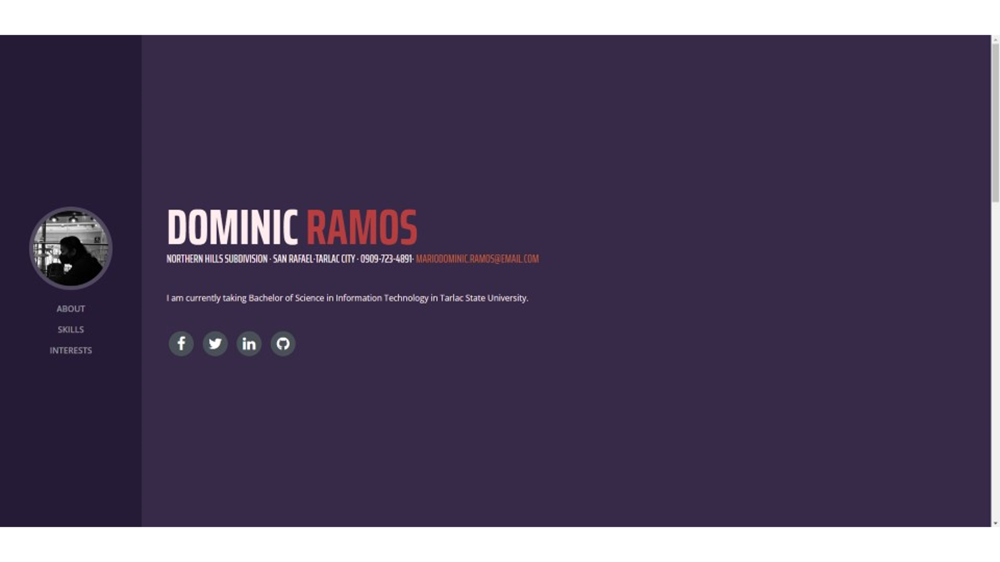 DOMINIC RAMOS
NORTHERN HILLS SUBDIVISION · SAN RAFAEL-TARLAC CITY · 0909-723-4891· MARIODOMINIC.RAMOS@EMAIL.COM
I am currently taking Bachelor of Science in Information Technology in Tarlac State University.
ABOUT
SKILLS
INTERESTS